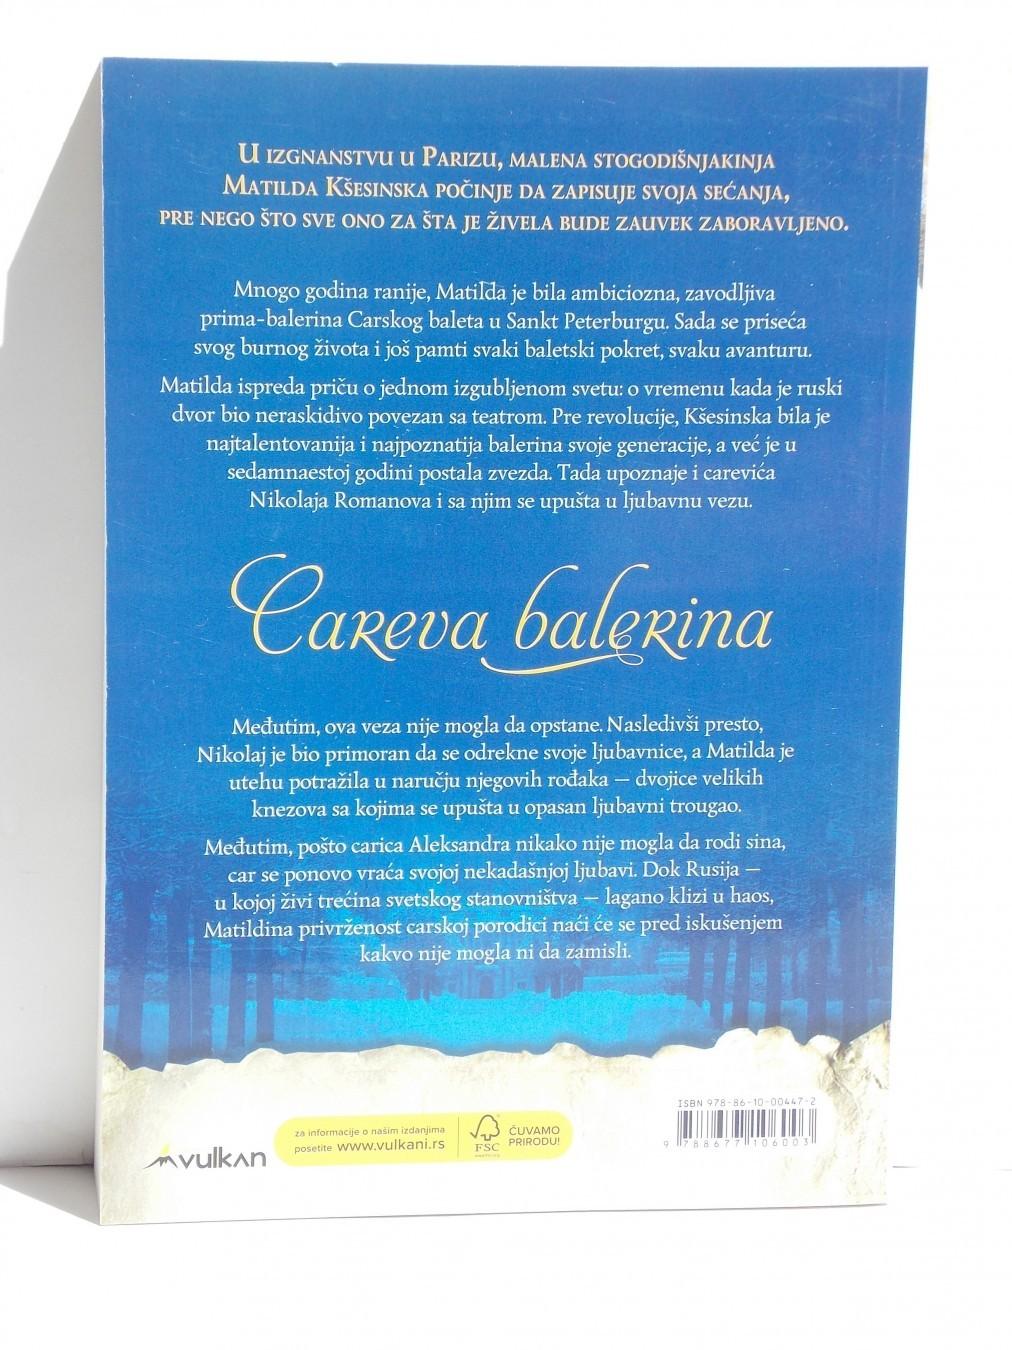 U IZGNANSTVU U PARIZU, MALENA STOGODIŠNJAKINJA
MATILDA KŠESINSKA POČINJE DA ZAPISUJE SVOJA SEĆANJA,
PRE NEGO ŠTO SVE ONO ZA ŠTA JE ŽIVELA BUDE ZAUVEK ZABORAVLJENO.
Mnogo godina ranije, Matilda je bila ambiciozna, zavodljiva
prima-balerina Carskog baleta u Sankt Peterburgu. Sada se priseća
svog burnog života i još pamti svaki baletski pokret, svaku avanturu.
Matilda ispreda priču o jednom izgubljenom svetu: o vremenu kada je ruski
dvor bio neraskidivo povezan sa teatrom. Pre revolucije, Kšesinska bila je
najtalentovanija i najpoznatija balerina svoje generacije, a već je u
sedamnaestoj godini postala zvezda. Tada upoznaje i carevića
Nikolaja Romanova i sa njim se upušta u ljubavnu vezu.
Careva balerina
Međutim, ova veza nije mogla da opstane. Nasledivši presto,
Nikolaj je bio primoran da se odrekne svoje ljubavnice, a Matilda je
utehu potražila u naručju njegovih rođaka – dvojice velikih
knezova sa kojima se upušta u opasan ljubavni trougao.
Međutim, pošto carica Aleksandra nikako nije mogla da rodi sina,
car se ponovo vraća svojoj nekadašnjoj ljubavi. Dok Rusija –
u kojoj živi trećina svetskog stanovništva – lagano klizi u haos,
Matildina privrženost carskoj porodici naći će se pred iskušenjem
kakvo nije mogla ni da zamisli.
ISBN 978-86-10-00447-2
9 788677 106003
vulkan
za informacije o našim izdanjima
posetite www.vulkani.rs
FSC
ČUVAMO
PRIRODU!